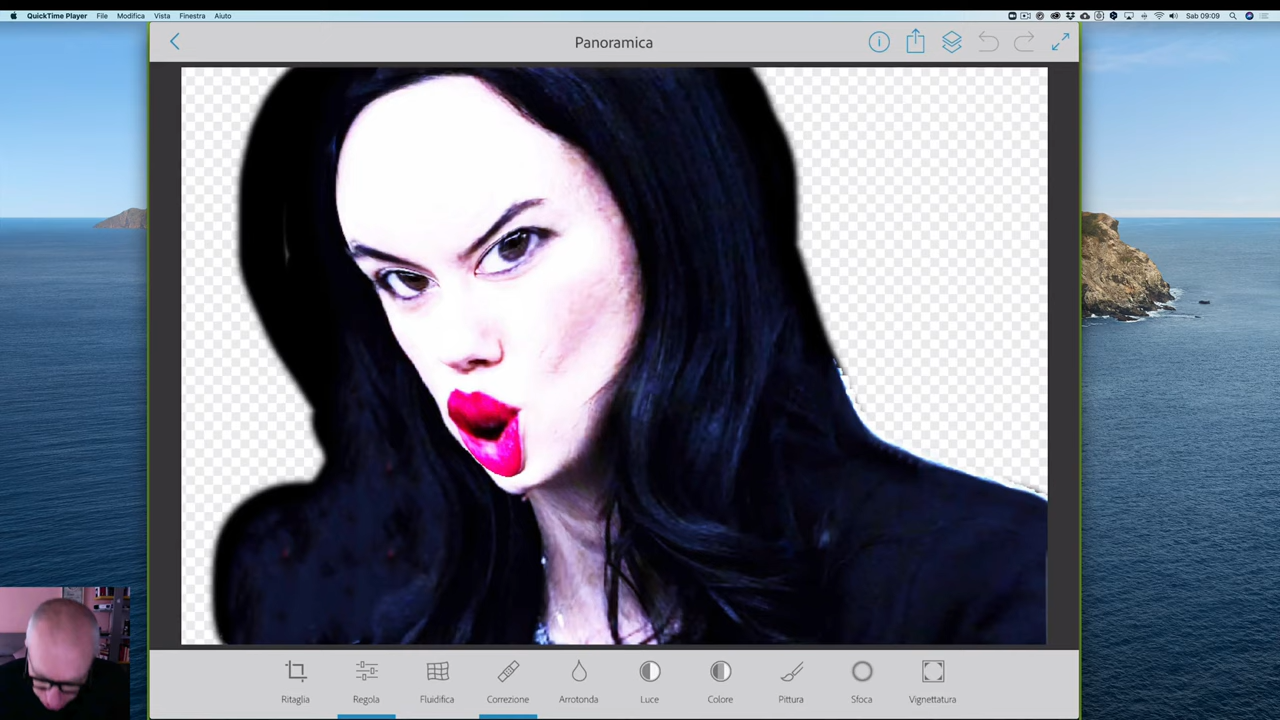 QuickTime Player File Modifica Vista Finestra Aiuto Sab 09:09
Panoramica
Ritaglia Regola Fluidifica Correzione Arrotonda Luce Colore Pittura Sfoca Vignettatura